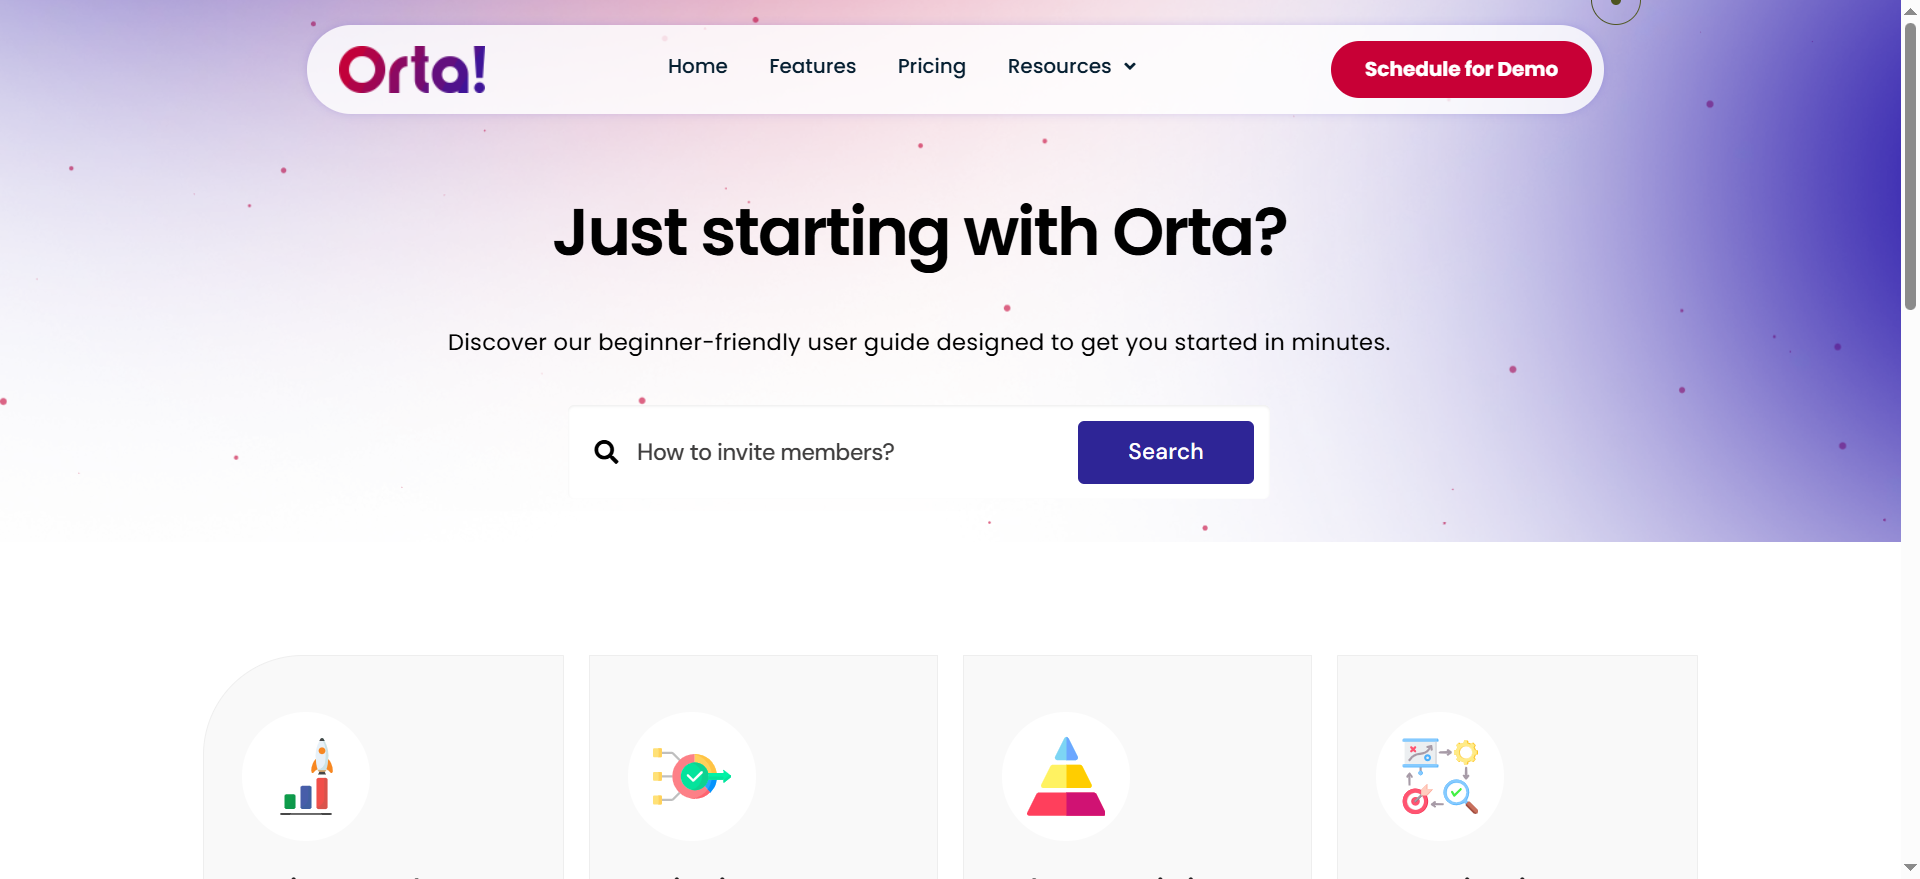 Orta!
Home Features Pricing Resources
Schedule for Demo
Just starting with Orta?
Discover our beginner-friendly user guide designed to get you started in minutes.
How to invite members?
Search